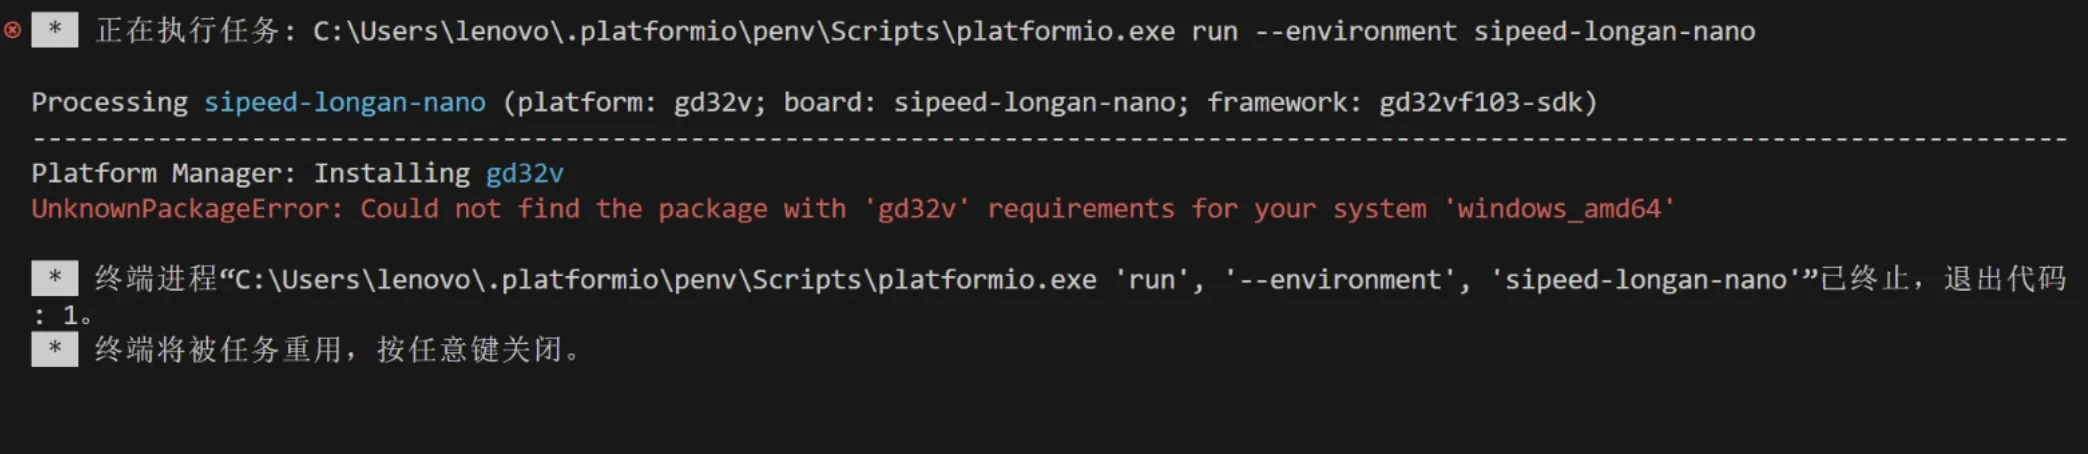 * 正在执行任务: C:\Users\lenovo\.platformio\penv\Scripts\platformio.exe run --environment sipeed-longan-nano
Processing sipeed-longan-nano (platform: gd32v; board: sipeed-longan-nano; framework: gd32vf103-sdk)
--------------------------------------------------------------------------------------------------------------------------------
Platform Manager: Installing gd32v
UnknownPackageError: Could not find the package with 'gd32v' requirements for your system 'windows_amd64'
* 终端进程“C:\Users\lenovo\.platformio\penv\Scripts\platformio.exe 'run', '--environment', 'sipeed-longan-nano'”已终止，退出代码
: 1。
* 终端将被任务重用，按任意键关闭。